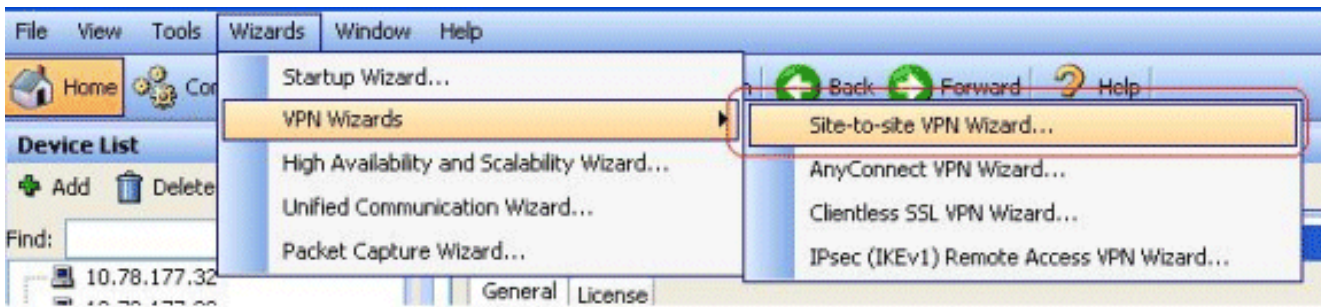 File View Tools Wizards Window Help
Home Back Forward Help
Startup Wizard...
VPN Wizards
High Availability and Scalability Wizard...
Unified Communication Wizard...
Packet Capture Wizard...
Site-to-site VPN Wizard...
AnyConnect VPN Wizard...
Clientless SSL VPN Wizard...
IPsec (IKEv1) Remote Access VPN Wizard...
Device List
Add Delete
Find:
10.78.177.32
General License